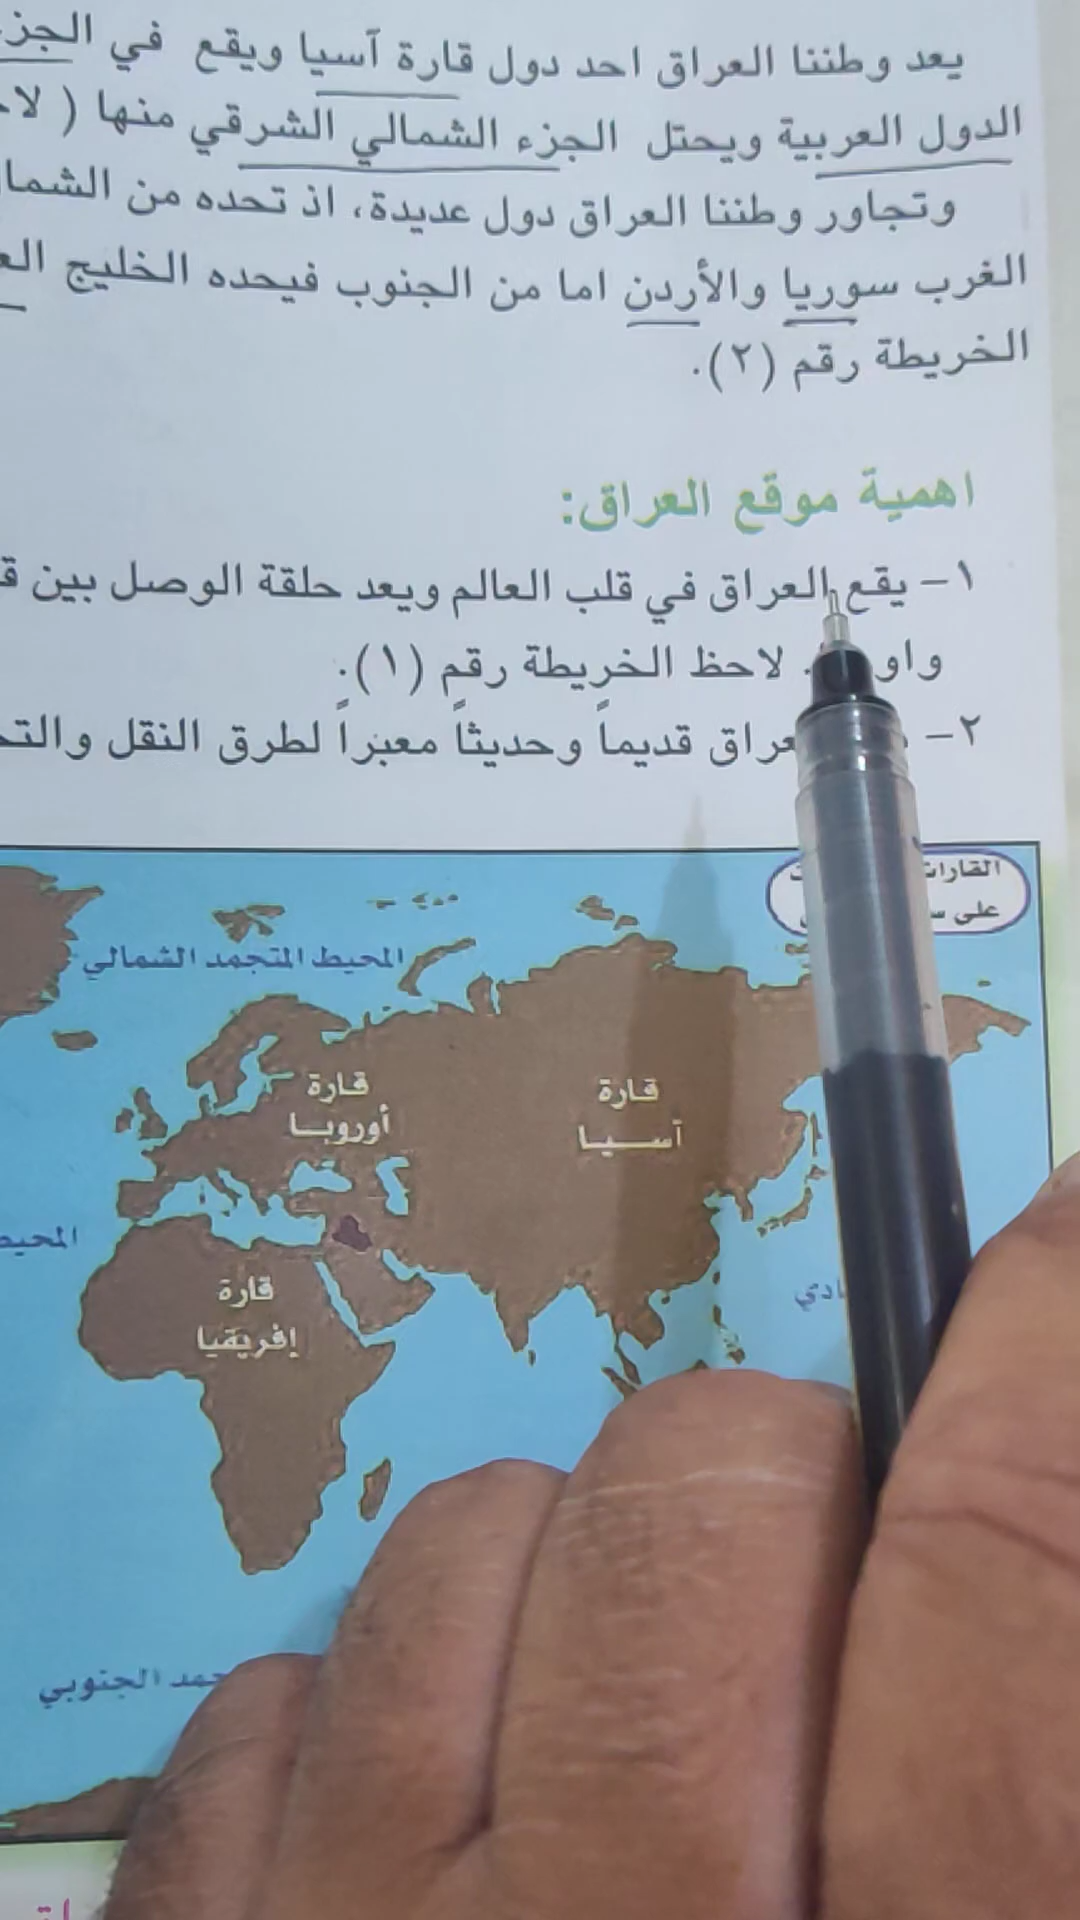 يعد وطننا العراق احد دول قارة آسيا ويقع في
الدول العربية ويحتل الجزء الشمالي الشرقي منها (
وتجاور وطننا العراق دول عديدة، اذ تحده من
الغرب سوريا والأردن اما من الجنوب فيحده الخليج
الخريطة رقم (٢).
اهمية موقع العراق:
١- يقع العراق في قلب العالم ويعد حلقة الوصل بين
لاحظ الخريطة رقم (١).
٢- قديماً وحديثاً معبراً لطرق النقل
على
المحيط المتجمد الشمالي
قارة
أوروبا
قارة
آسيا
قارة
إفريقيا
الجنوبي